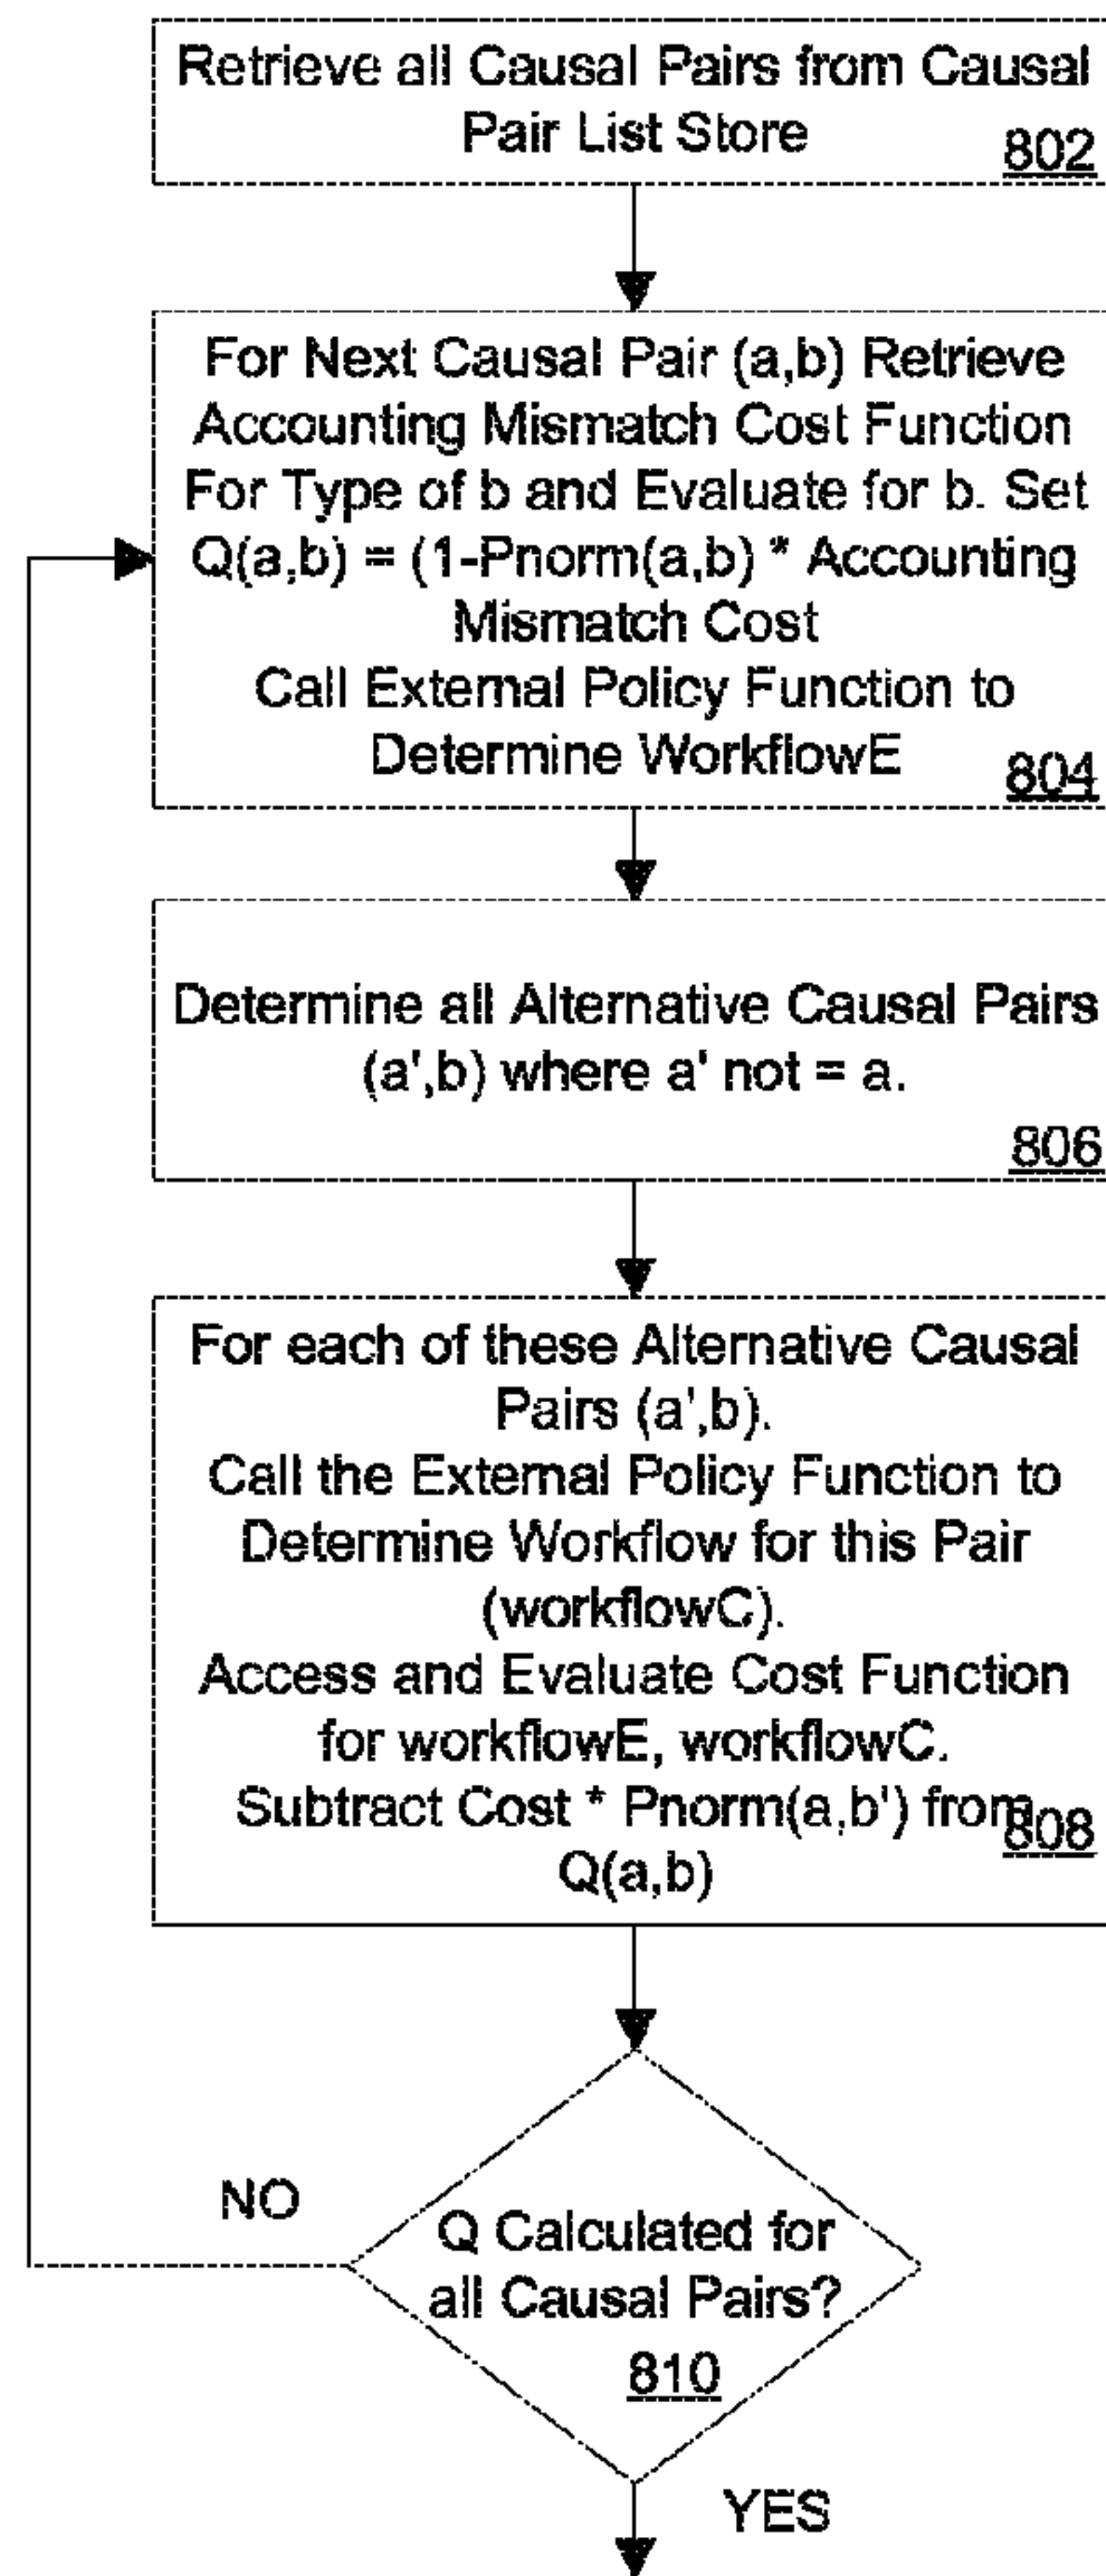 Retrieve all Causal Pairs from Causal
Pair List Store
802
For Next Causal Pair (a,b) Retrieve
Accounting Mismatch Cost Function
For Type of b and Evaluate for b. Set
Q(a,b) = (1-Pnorm(a,b) * Accounting
Mismatch Cost
Call External Policy Function to
Determine WorkflowE
804
Determine all Alternative Causal Pairs
(a',b) where a' not = a.
806
For each of these Alternative Causal
Pairs (a',b).
Call the External Policy Function to
Determine Workflow for this Pair
(workflowC).
Access and Evaluate Cost Function
for workflowE, workflowC.
Subtract Cost * Pnorm(a,b') from
808
Q(a,b)
NO
Q Calculated for
all Causal Pairs?
810
YES